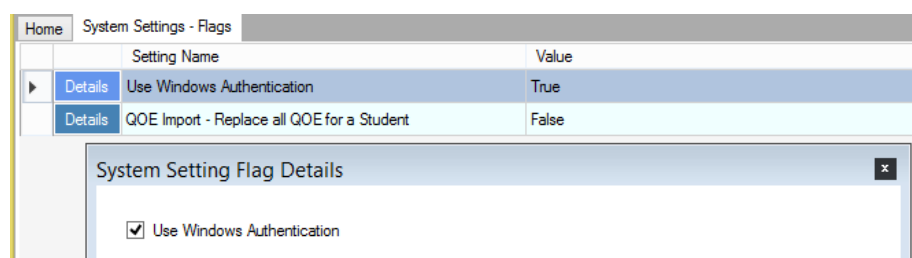 Home System Settings - Flags
Setting Name Value
Details Use Windows Authentication True
Details QOE Import - Replace all QOE for a Student False
System Setting Flag Details x
Use Windows Authentication